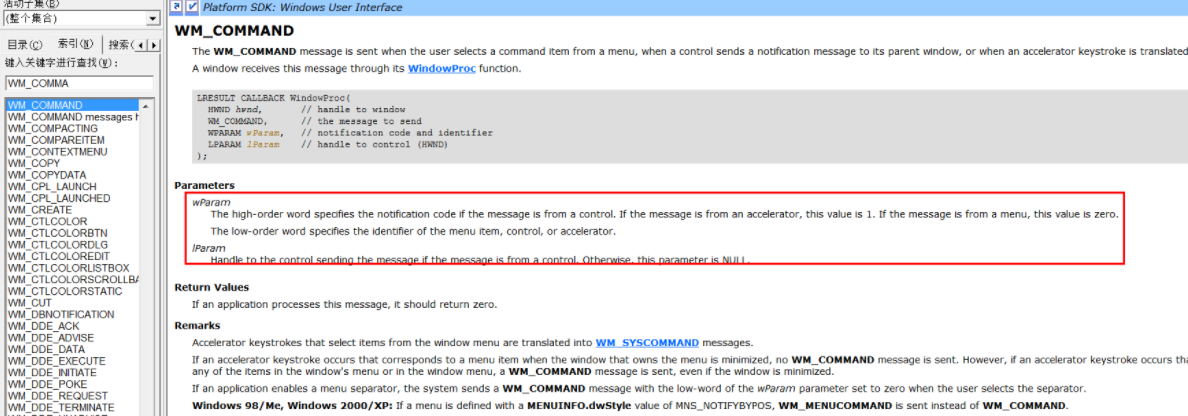 活动子集(B)
(整个集合)
目录(C) 索引(N) 搜索(
键入关键字进行查找(W):
WM_COMMA
WM_COMMAND
WM_COMMAND messages h
WM_COMPACTING
WM_COMPAREITEM
WM_CONTEXTMENU
WM_COPY
WM_COPYDATA
WM_CPL_LAUNCH
WM_CPL_LAUNCHED
WM_CREATE
WM_CTLCOLOR
WM_CTLCOLORBTN
WM_CTLCOLORDLG
WM_CTLCOLOREDIT
WM_CTLCOLORLISTBOX
WM_CTLCOLORSCROLLBA
WM_CTLCOLORSTATIC
WM_CUT
WM_DBNOTIFICATION
WM_DDE_ACK
WM_DDE_ADVISE
WM_DDE_DATA
WM_DDE_EXECUTE
WM_DDE_INITIATE
WM_DDE_POKE
WM_DDE_REQUEST
WM_DDE_TERMINATE
Platform SDK: Windows User Interface
WM_COMMAND
The WM_COMMAND message is sent when the user selects a command item from a menu, when a control sends a notification message to its parent window, or when an accelerator keystroke is translated
A window receives this message through its WindowProc function.
LRESULT CALLBACK WindowProc(
HWND hwnd, // handle to window
WM_COMMAND, // the message to send
WPARAM wParam, // notification code and identifier
LPARAM lParam // handle to control (HWND)
);
Parameters
wParam
The high-order word specifies the notification code if the message is from a control. If the message is from an accelerator, this value is 1. If the message is from a menu, this value is zero.
The low-order word specifies the identifier of the menu item, control, or accelerator.
lParam
Handle to the control sending the message if the message is from a control. Otherwise, this parameter is NULL.
Return Values
If an application processes this message, it should return zero.
Remarks
Accelerator keystrokes that select items from the window menu are translated into WM_SYSCOMMAND messages.
If an accelerator keystroke occurs that corresponds to a menu item when the window that owns the menu is minimized, no WM_COMMAND message is sent. However, if an accelerator keystroke occurs tha
any of the items in the window's menu or in the window menu, a WM_COMMAND message is sent, even if the window is minimized.
If an application enables a menu separator, the system sends a WM_COMMAND message with the low-word of the wParam parameter set to zero when the user selects the separator.
Windows 98/Me, Windows 2000/XP: If a menu is defined with a MENUINFO.dwStyle value of MNS_NOTIFYBYPOS, WM_MENUCOMMAND is sent instead of WM_COMMAND.